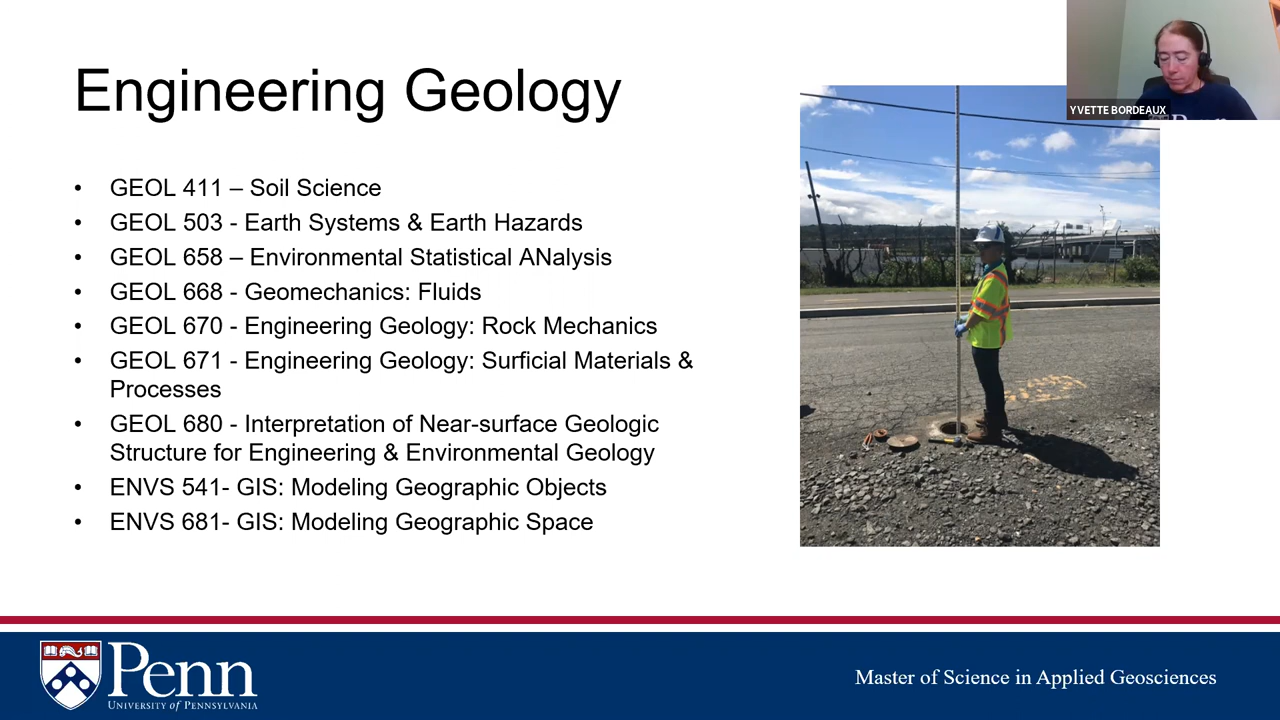 Engineering Geology
YVETTE BORDEAUX
Penn
• GEOL 411 – Soil Science
• GEOL 503 - Earth Systems & Earth Hazards
• GEOL 658 – Environmental Statistical ANalysis
• GEOL 668 - Geomechanics: Fluids
• GEOL 670 - Engineering Geology: Rock Mechanics
• GEOL 671 - Engineering Geology: Surficial Materials &
Processes
• GEOL 680 - Interpretation of Near-surface Geologic
Structure for Engineering & Environmental Geology
• ENVS 541- GIS: Modeling Geographic Objects
• ENVS 681- GIS: Modeling Geographic Space
Penn
UNIVERSITY of PENNSYLVANIA
Master of Science in Applied Geosciences